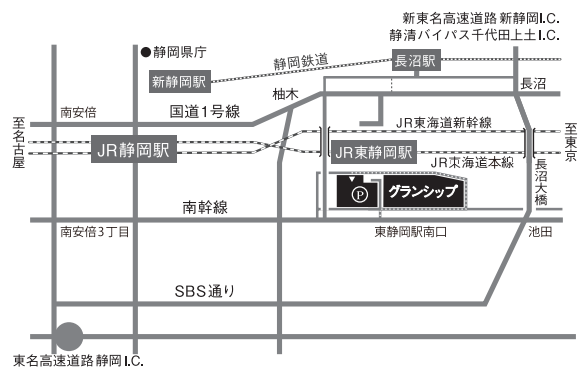 新東名高速道路 新静岡I.C.
静清バイパス千代田上土I.C.
●静岡県庁
静岡鉄道
長沼駅
新静岡駅
柚木
長沼
南安倍
国道1号線
至名古屋
JR静岡駅
JR東海道新幹線
JR東静岡駅
JR東海道本線
至東京
長沼大橋
P
グランシップ
南幹線
南安倍3丁目
東静岡駅南口
池田
SBS通り
東名高速道路 静岡I.C.